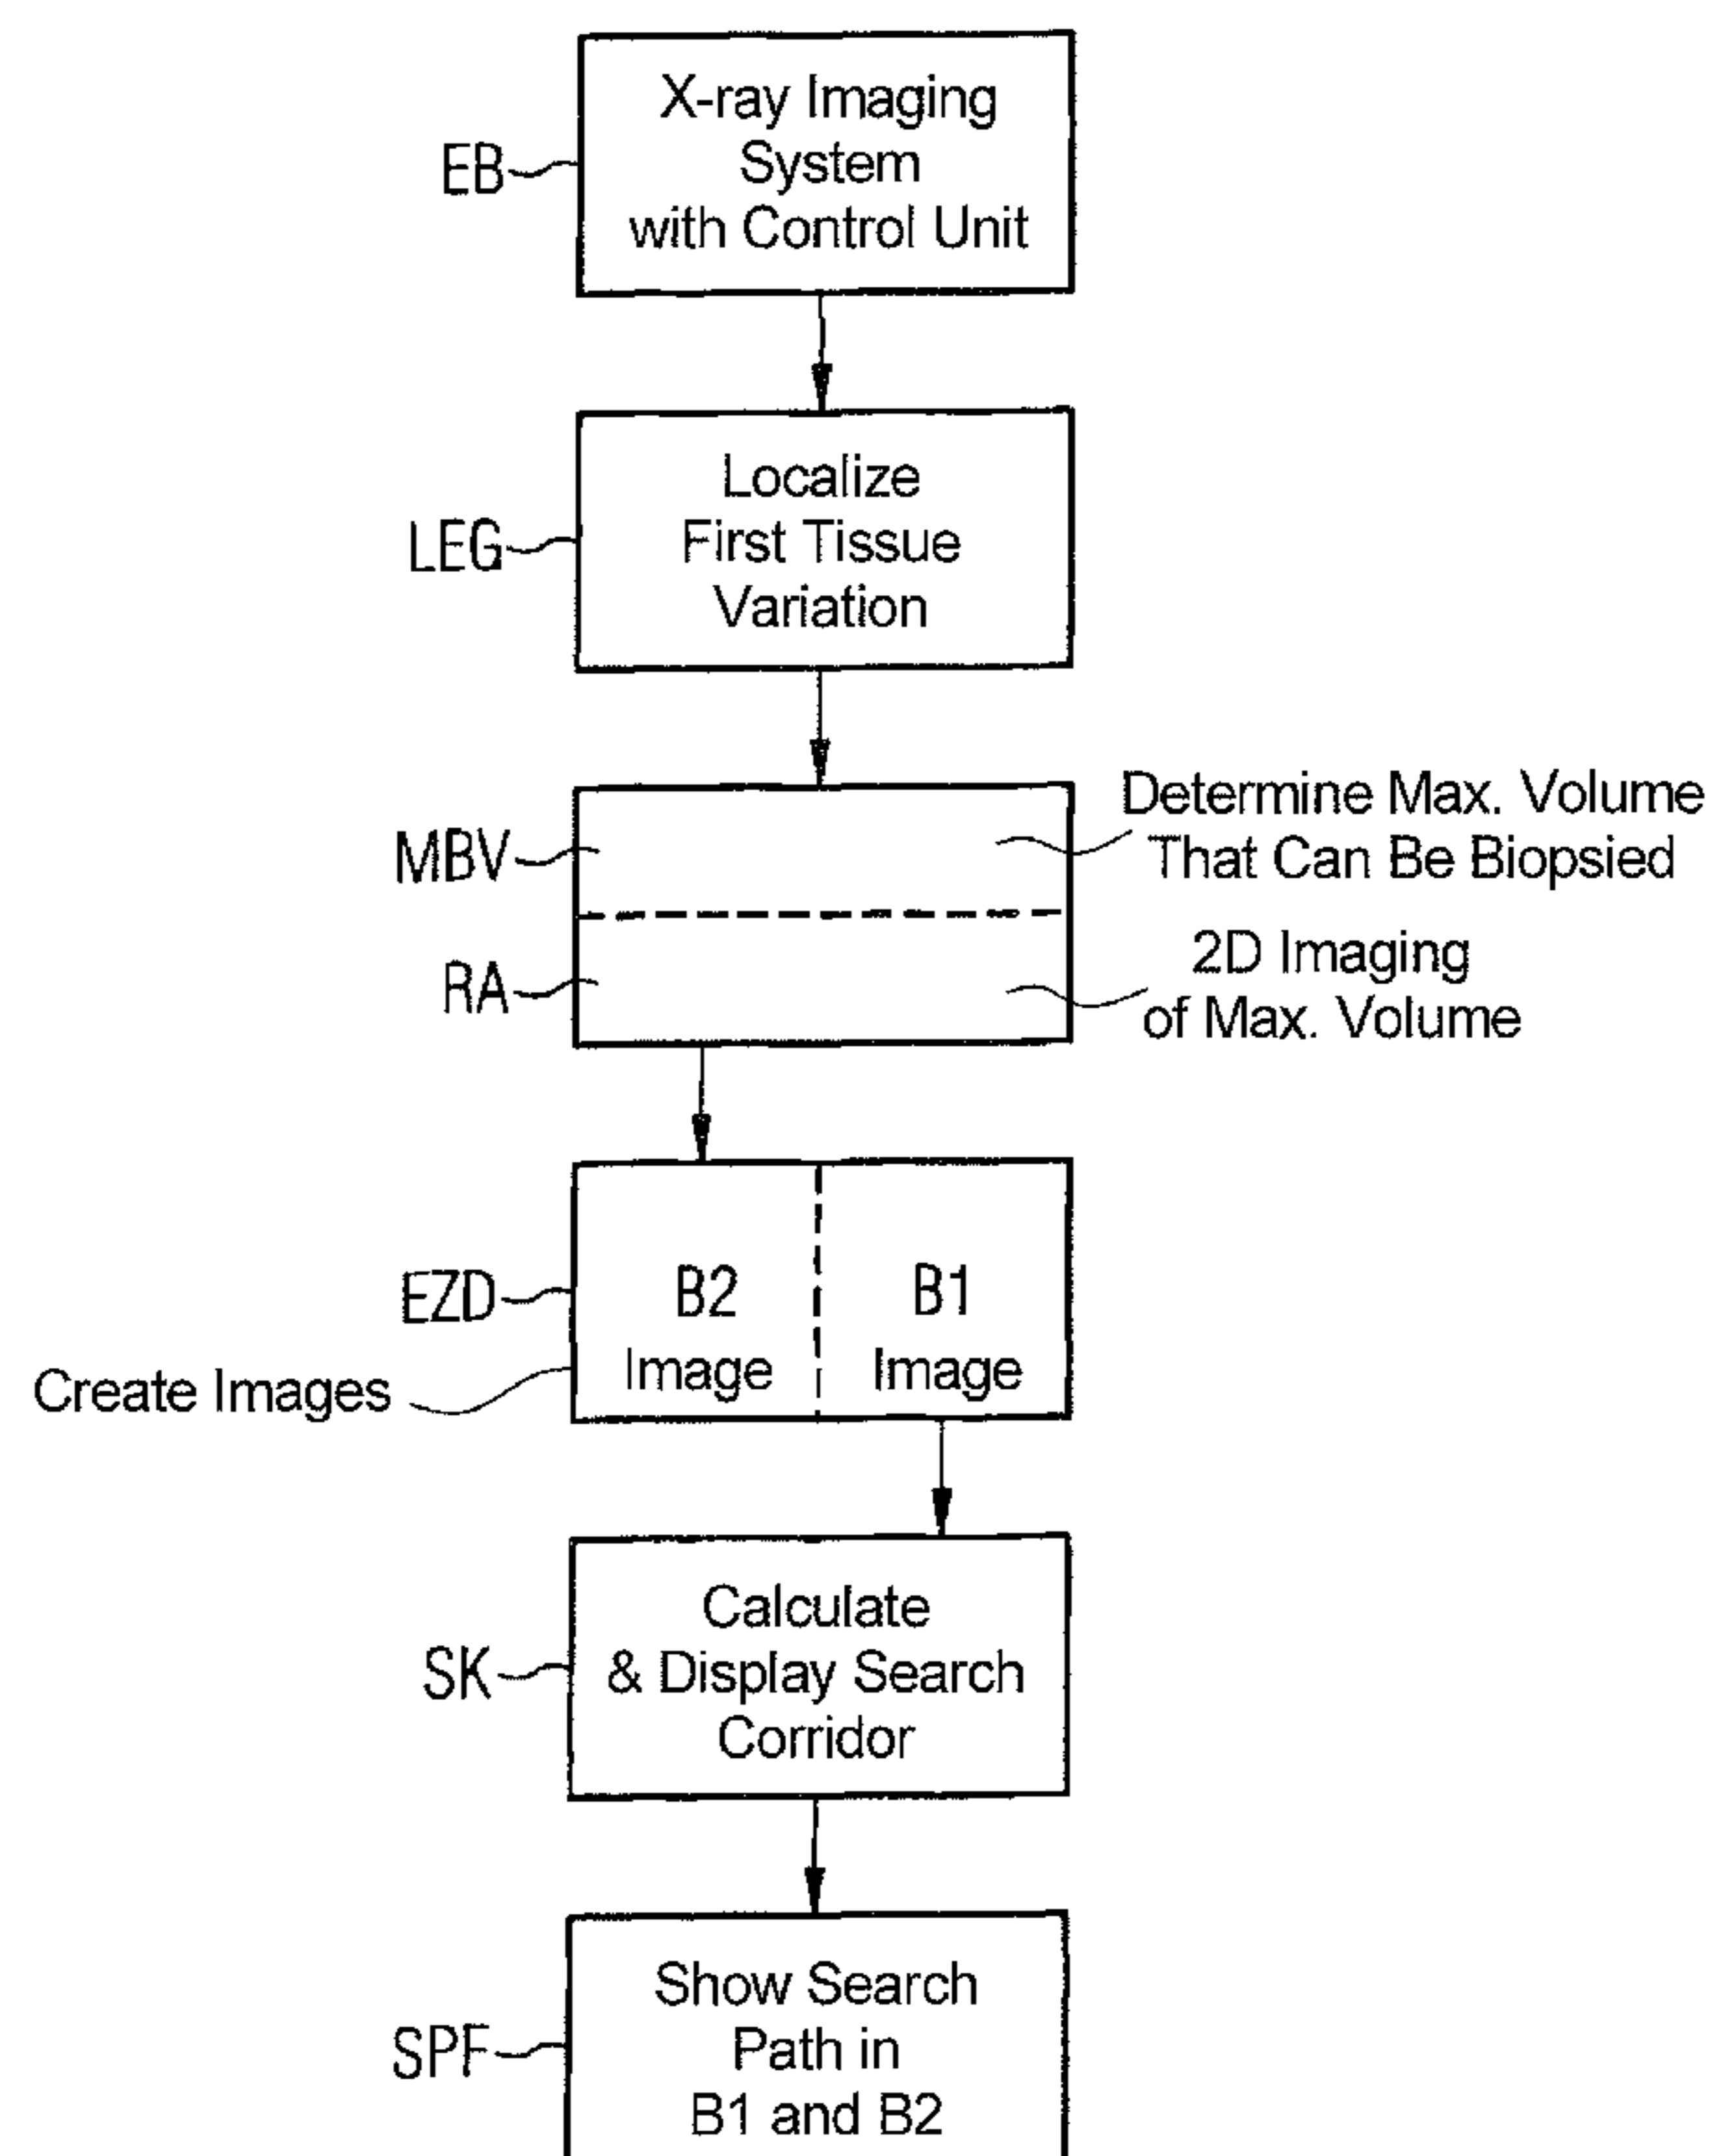 X-ray Imaging
System
with Control Unit
EB
Localize
First Tissue
Variation
LEG
MBV
Determine Max. Volume
That Can Be Biopsied
RA
2D Imaging
of Max. Volume
EZD
B2
Image
B1
Image
Create Images
Calculate
& Display Search
Corridor
SK
Show Search
Path in
B1 and B2
SPF